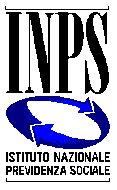 INPS
ISTITUTO NAZIONALE
PREVIDENZA SOCIALE